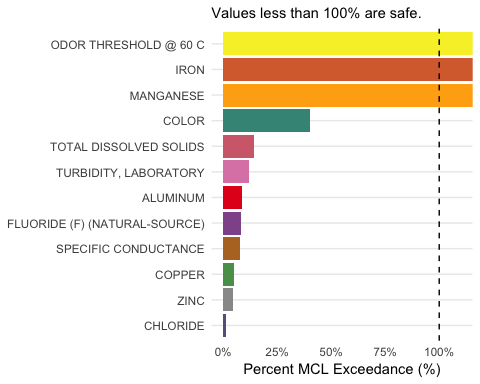 Values less than 100% are safe.
ODOR THRESHOLD @ 60 C
IRON
MANGANESE
COLOR
TOTAL DISSOLVED SOLIDS
TURBIDITY, LABORATORY
ALUMINUM
FLUORIDE (F) (NATURAL-SOURCE)
SPECIFIC CONDUCTANCE
COPPER
ZINC
CHLORIDE
0% 25% 50% 75% 100%
Percent MCL Exceedance (%)